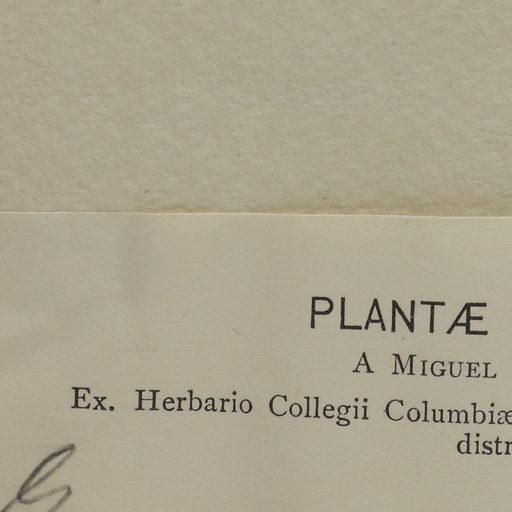 PLANTÆ
A MIGUEL
Ex. Herbario Collegii Columbiæ
distr